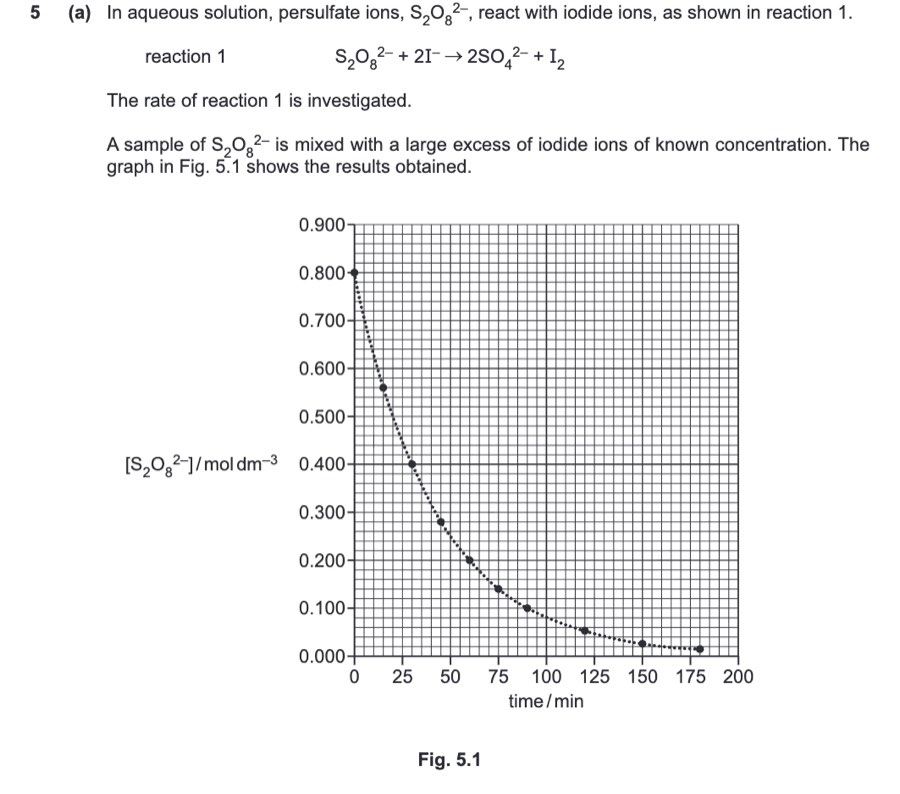 5 (a) In aqueous solution, persulfate ions, S₂O₈²⁻, react with iodide ions, as shown in reaction 1.
reaction 1 S₂O₈²⁻ + 2I⁻ → 2SO₄²⁻ + I₂
The rate of reaction 1 is investigated.
A sample of S₂O₈²⁻ is mixed with a large excess of iodide ions of known concentration. The
graph in Fig. 5.1 shows the results obtained.
0.900
0.800
0.700
0.600
0.500
[S₂O₈²⁻]/mol dm⁻³ 0.400
0.300
0.200
0.100
0.000
0 25 50 75 100 125 150 175 200
time/min
Fig. 5.1